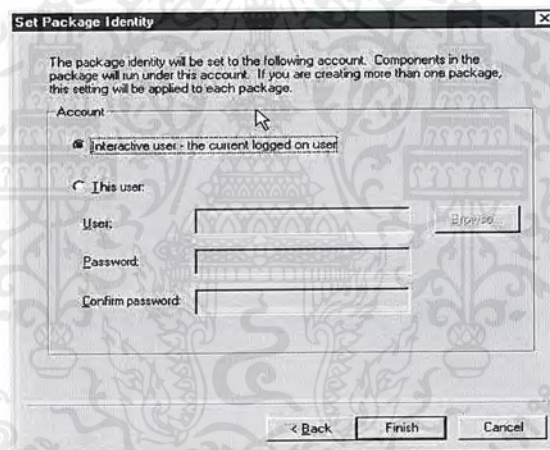 Set Package Identity
The package identity will be set to the following account. Components in the
package will run under this account. If you are creating more than one package,
this setting will be applied to each package.
Account
Interactive user - the current logged on user
This user:
User:
Browse...
Password:
Confirm password:
< Back
Finish
Cancel